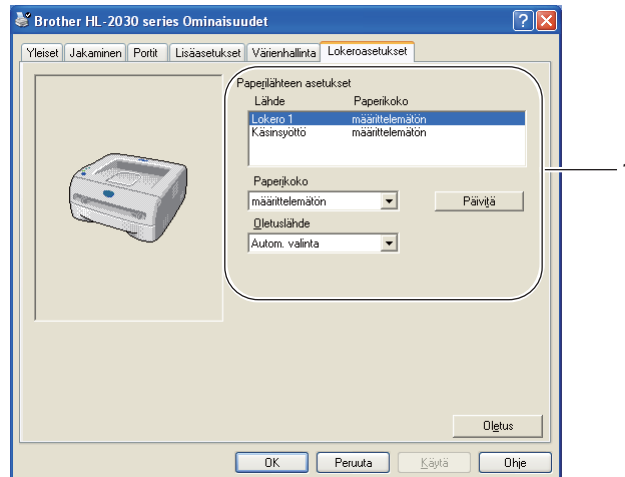 Brother HL-2030 series Ominaisuudet
Yleiset Jakaminen Portit Lisäasetukset Värienhallinta Lokeroasetukset
Paperilähteen asetukset
Lähde Paperikoko
Lokero 1 määrittelemätön
Käsinsyöttö määrittelemätön
1
Paperikoko
määrittelemätön Päivitä
Oletuslähde
Autom. valinta
Oletus
OK Peruuta Käytä Ohje